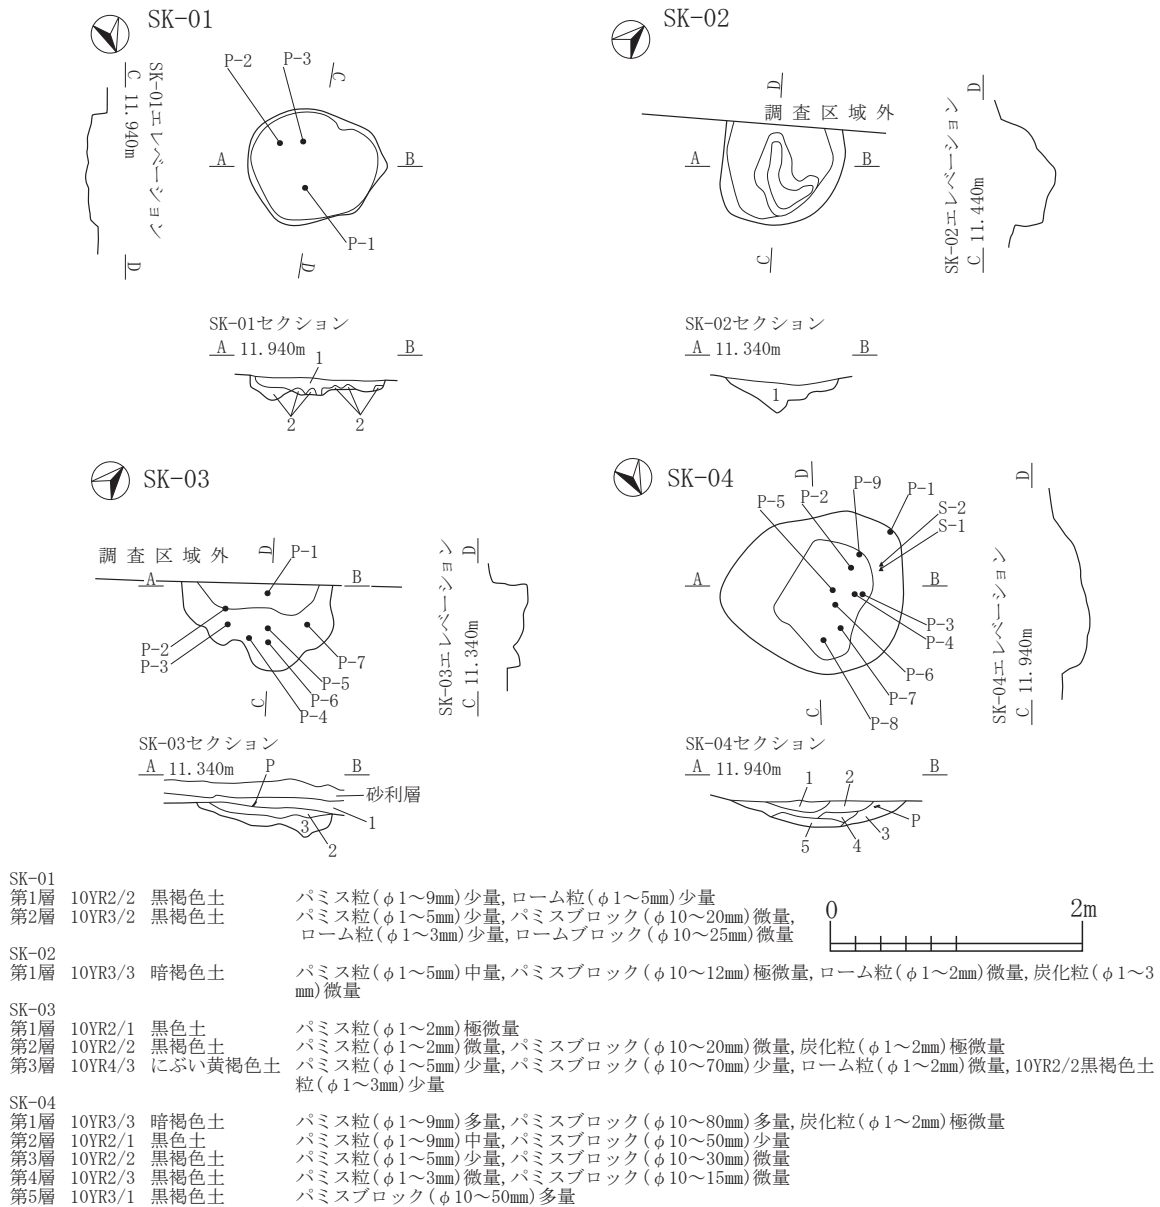 SK-01
P-2
P-3
C
A
B
P-1
D
SK-01エレベーション
C 11.940m
D
SK-01セクション
A 11.940m
B
1
2
2
SK-02
D
調査区域外
A
B
C
SK-02エレベーション
C 11.440m
D
SK-02セクション
A 11.340m
B
1
SK-03
調査区域外
D
P-1
A
B
P-2
P-3
P-7
P-5
P-6
P-4
C
SK-03エレベーション
C 11.340m
D
SK-03セクション
A 11.340m
P
B
砂利層
1
3
2
SK-04
D
P-9
P-2
P-1
P-5
S-2
S-1
A
B
P-3
P-4
P-6
P-7
P-8
C
SK-04エレベーション
C 11.940m
D
SK-04セクション
A 11.940m
B
1
2
P
3
5
4
SK-01
第1層 10YR2/2 黒褐色土 パミス粒(φ1～9㎜)少量,ローム粒(φ1～5㎜)少量
第2層 10YR3/2 黒褐色土 パミス粒(φ1～5㎜)少量,パミスブロック(φ10～20㎜)微量,
ローム粒(φ1～3㎜)少量,ロームブロック(φ10～25㎜)微量
0
2m
SK-02
第1層 10YR3/3 暗褐色土 パミス粒(φ1～5㎜)中量,パミスブロック(φ10～12㎜)極微量,ローム粒(φ1～2㎜)微量,炭化粒(φ1～3
㎜)微量
SK-03
第1層 10YR2/1 黒色土 パミス粒(φ1～2㎜)極微量
第2層 10YR2/2 黒褐色土 パミス粒(φ1～2㎜)微量,パミスブロック(φ10～20㎜)微量,炭化粒(φ1～2㎜)極微量
第3層 10YR4/3 にぶい黄褐色土 パミス粒(φ1～5㎜)少量,パミスブロック(φ10～70㎜)少量,ローム粒(φ1～2㎜)微量,10YR2/2黒褐色土
粒(φ1～3㎜)少量
SK-04
第1層 10YR3/3 暗褐色土 パミス粒(φ1～9㎜)多量,パミスブロック(φ10～80㎜)多量,炭化粒(φ1～2㎜)極微量
第2層 10YR2/1 黒色土 パミス粒(φ1～9㎜)中量,パミスブロック(φ10～50㎜)少量
第3層 10YR2/2 黒褐色土 パミス粒(φ1～5㎜)少量,パミスブロック(φ10～30㎜)微量
第4層 10YR2/3 黒褐色土 パミス粒(φ1～3㎜)微量,パミスブロック(φ10～15㎜)微量
第5層 10YR3/1 黒褐色土 パミスブロック(φ10～50㎜)多量